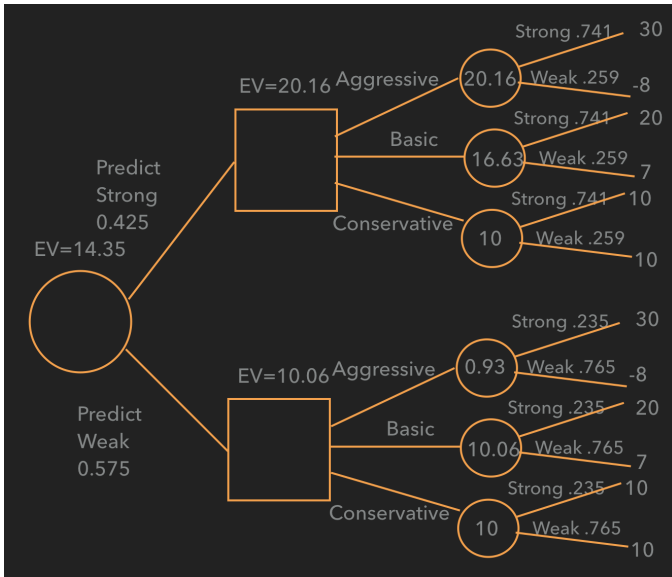 Strong .741 30
Aggressive 20.16 Weak .259 -8
EV=20.16
Strong .741 20
Basic 16.63 Weak .259 7
Strong .741 10
Conservative 10 Weak .259 10
Predict
Strong
0.425
EV=14.35
Strong .235 30
Aggressive 0.93 Weak .765 -8
EV=10.06
Strong .235 20
Basic 10.06 Weak .765 7
Strong .235 10
Conservative 10 Weak .765 10
Predict
Weak
0.575